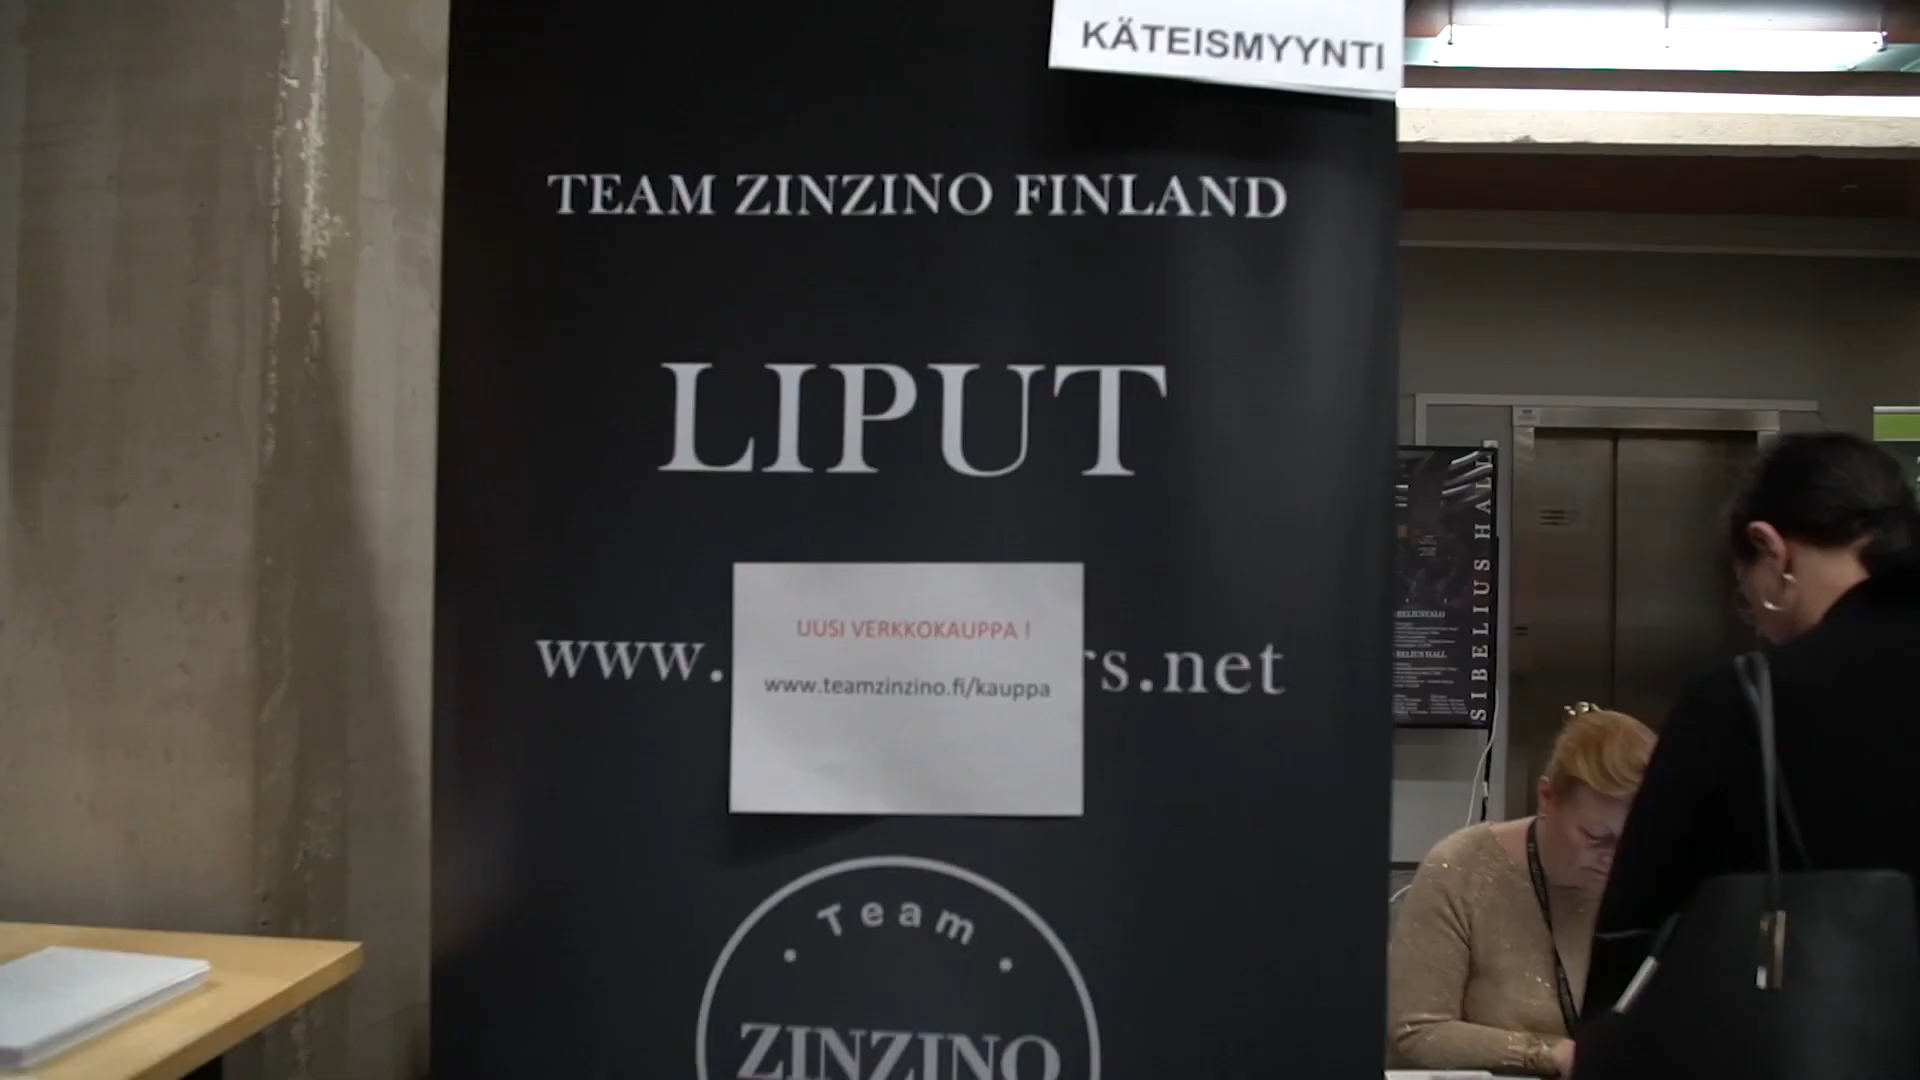 KÄTEISMYYNTI
TEAM ZINZINO FINLAND
LIPUT
UUSI VERKKOKAUPPA !
www.teamzinzino.fi/kauppa
www. rs.net
Team
ZINZINO
SIBELIUS HALL